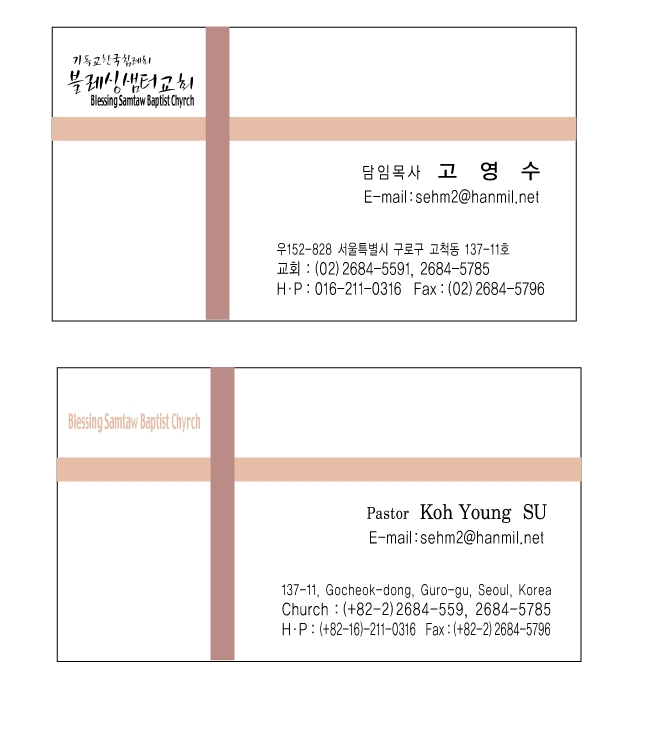 기독교한국침례회
블레싱샘터교회
Blessing Samtaw Baptist Chyrch
담임목사 고 영 수
E-mail:sehm2@hanmil.net
우152-828 서울특별시 구로구 고척동 137-11호
교회 : (02)2684-5591, 2684-5785
H·P : 016-211-0316 Fax : (02)2684-5796
Blessing Samtaw Baptist Chyrch
Pastor Koh Young SU
E-mail:sehm2@hanmil.net
137-11, Gocheok-dong, Guro-gu, Seoul, Korea
Church : (+82-2)2684-559, 2684-5785
H·P : (+82-16)-211-0316 Fax : (+82-2)2684-5796